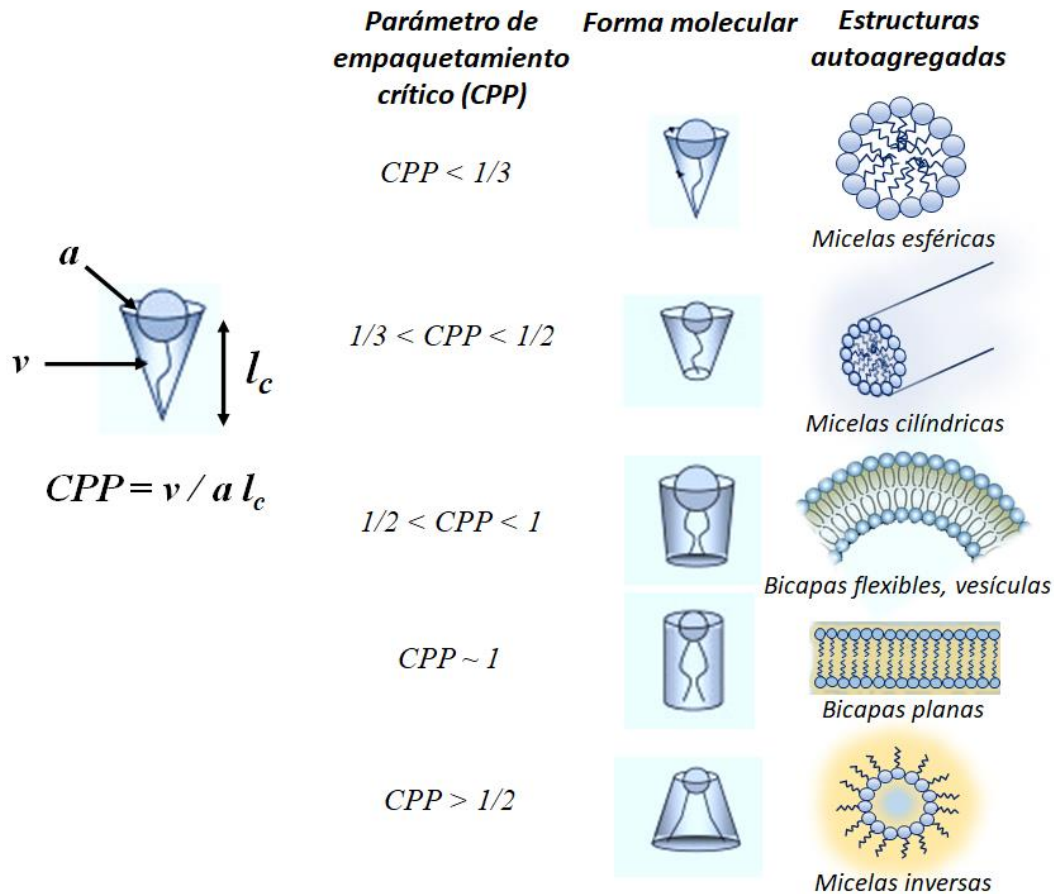 Parámetro de
empaquetamiento
crítico (CPP)
Forma molecular
Estructuras
autoagregadas
CPP < 1/3
Micelas esféricas
a
v
l_c
CPP = v / a l_c
1/3 < CPP < 1/2
Micelas cilíndricas
1/2 < CPP < 1
Bicapas flexibles, vesículas
CPP ~ 1
Bicapas planas
CPP > 1/2
Micelas inversas